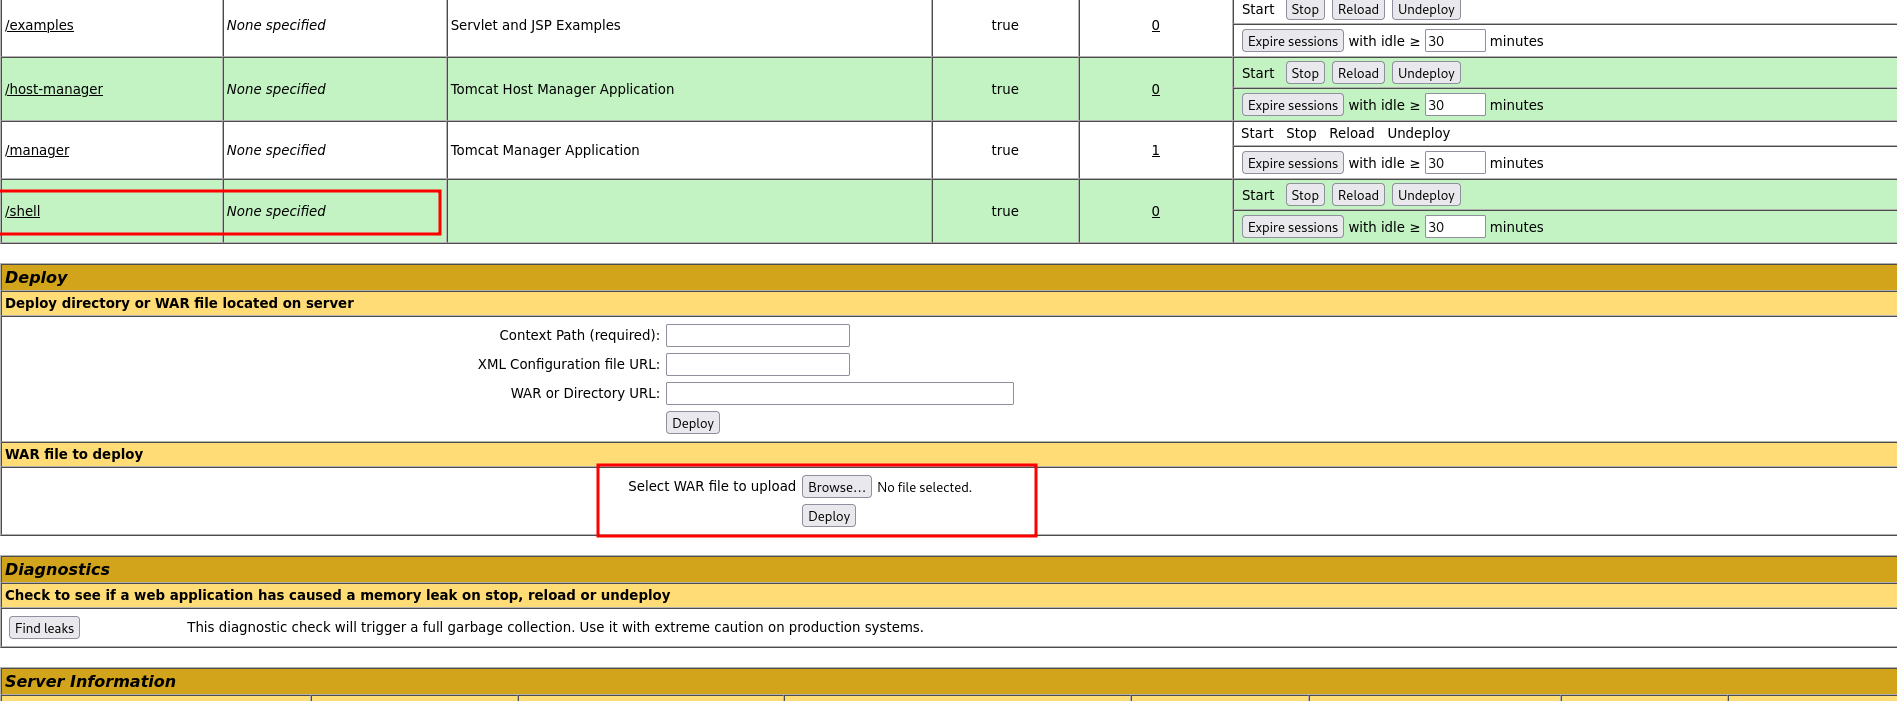 /examples None specified Servlet and JSP Examples true 0 Start Stop Reload Undeploy
Expire sessions with idle ≥ 30 minutes
/host-manager None specified Tomcat Host Manager Application true 0 Start Stop Reload Undeploy
Expire sessions with idle ≥ 30 minutes
/manager None specified Tomcat Manager Application true 1 Start Stop Reload Undeploy
Expire sessions with idle ≥ 30 minutes
/shell None specified true 0 Start Stop Reload Undeploy
Expire sessions with idle ≥ 30 minutes
Deploy
Deploy directory or WAR file located on server
Context Path (required):
XML Configuration file URL:
WAR or Directory URL:
Deploy
WAR file to deploy
Select WAR file to upload Browse... No file selected.
Deploy
Diagnostics
Check to see if a web application has caused a memory leak on stop, reload or undeploy
Find leaks This diagnostic check will trigger a full garbage collection. Use it with extreme caution on production systems.
Server Information